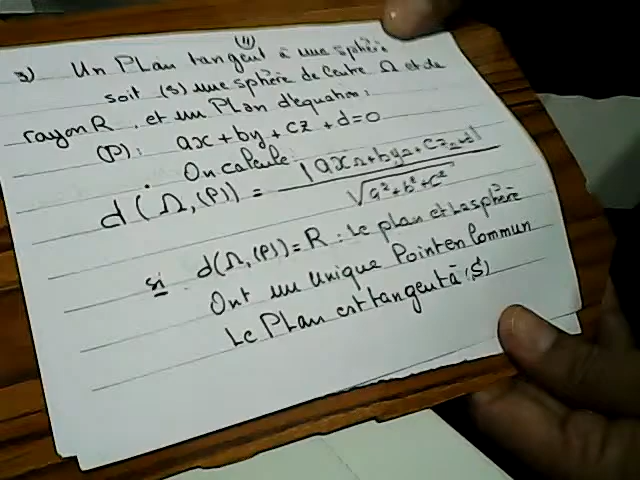 (11)
3) Un Plan tangent à une sphère
soit (S) une sphère de Centre Ω et de
rayon R. et un Plan d'équation:
(P): ax + by + cz + d = 0
. On calcule
d(Ω,(P)) = |axΩ + byΩ + czΩ + d| / √a²+b²+c²
si . d(Ω,(P)) = R : Le plan et la sphère
Ont un unique Point en Commun
Le Plan est tangent à (S)